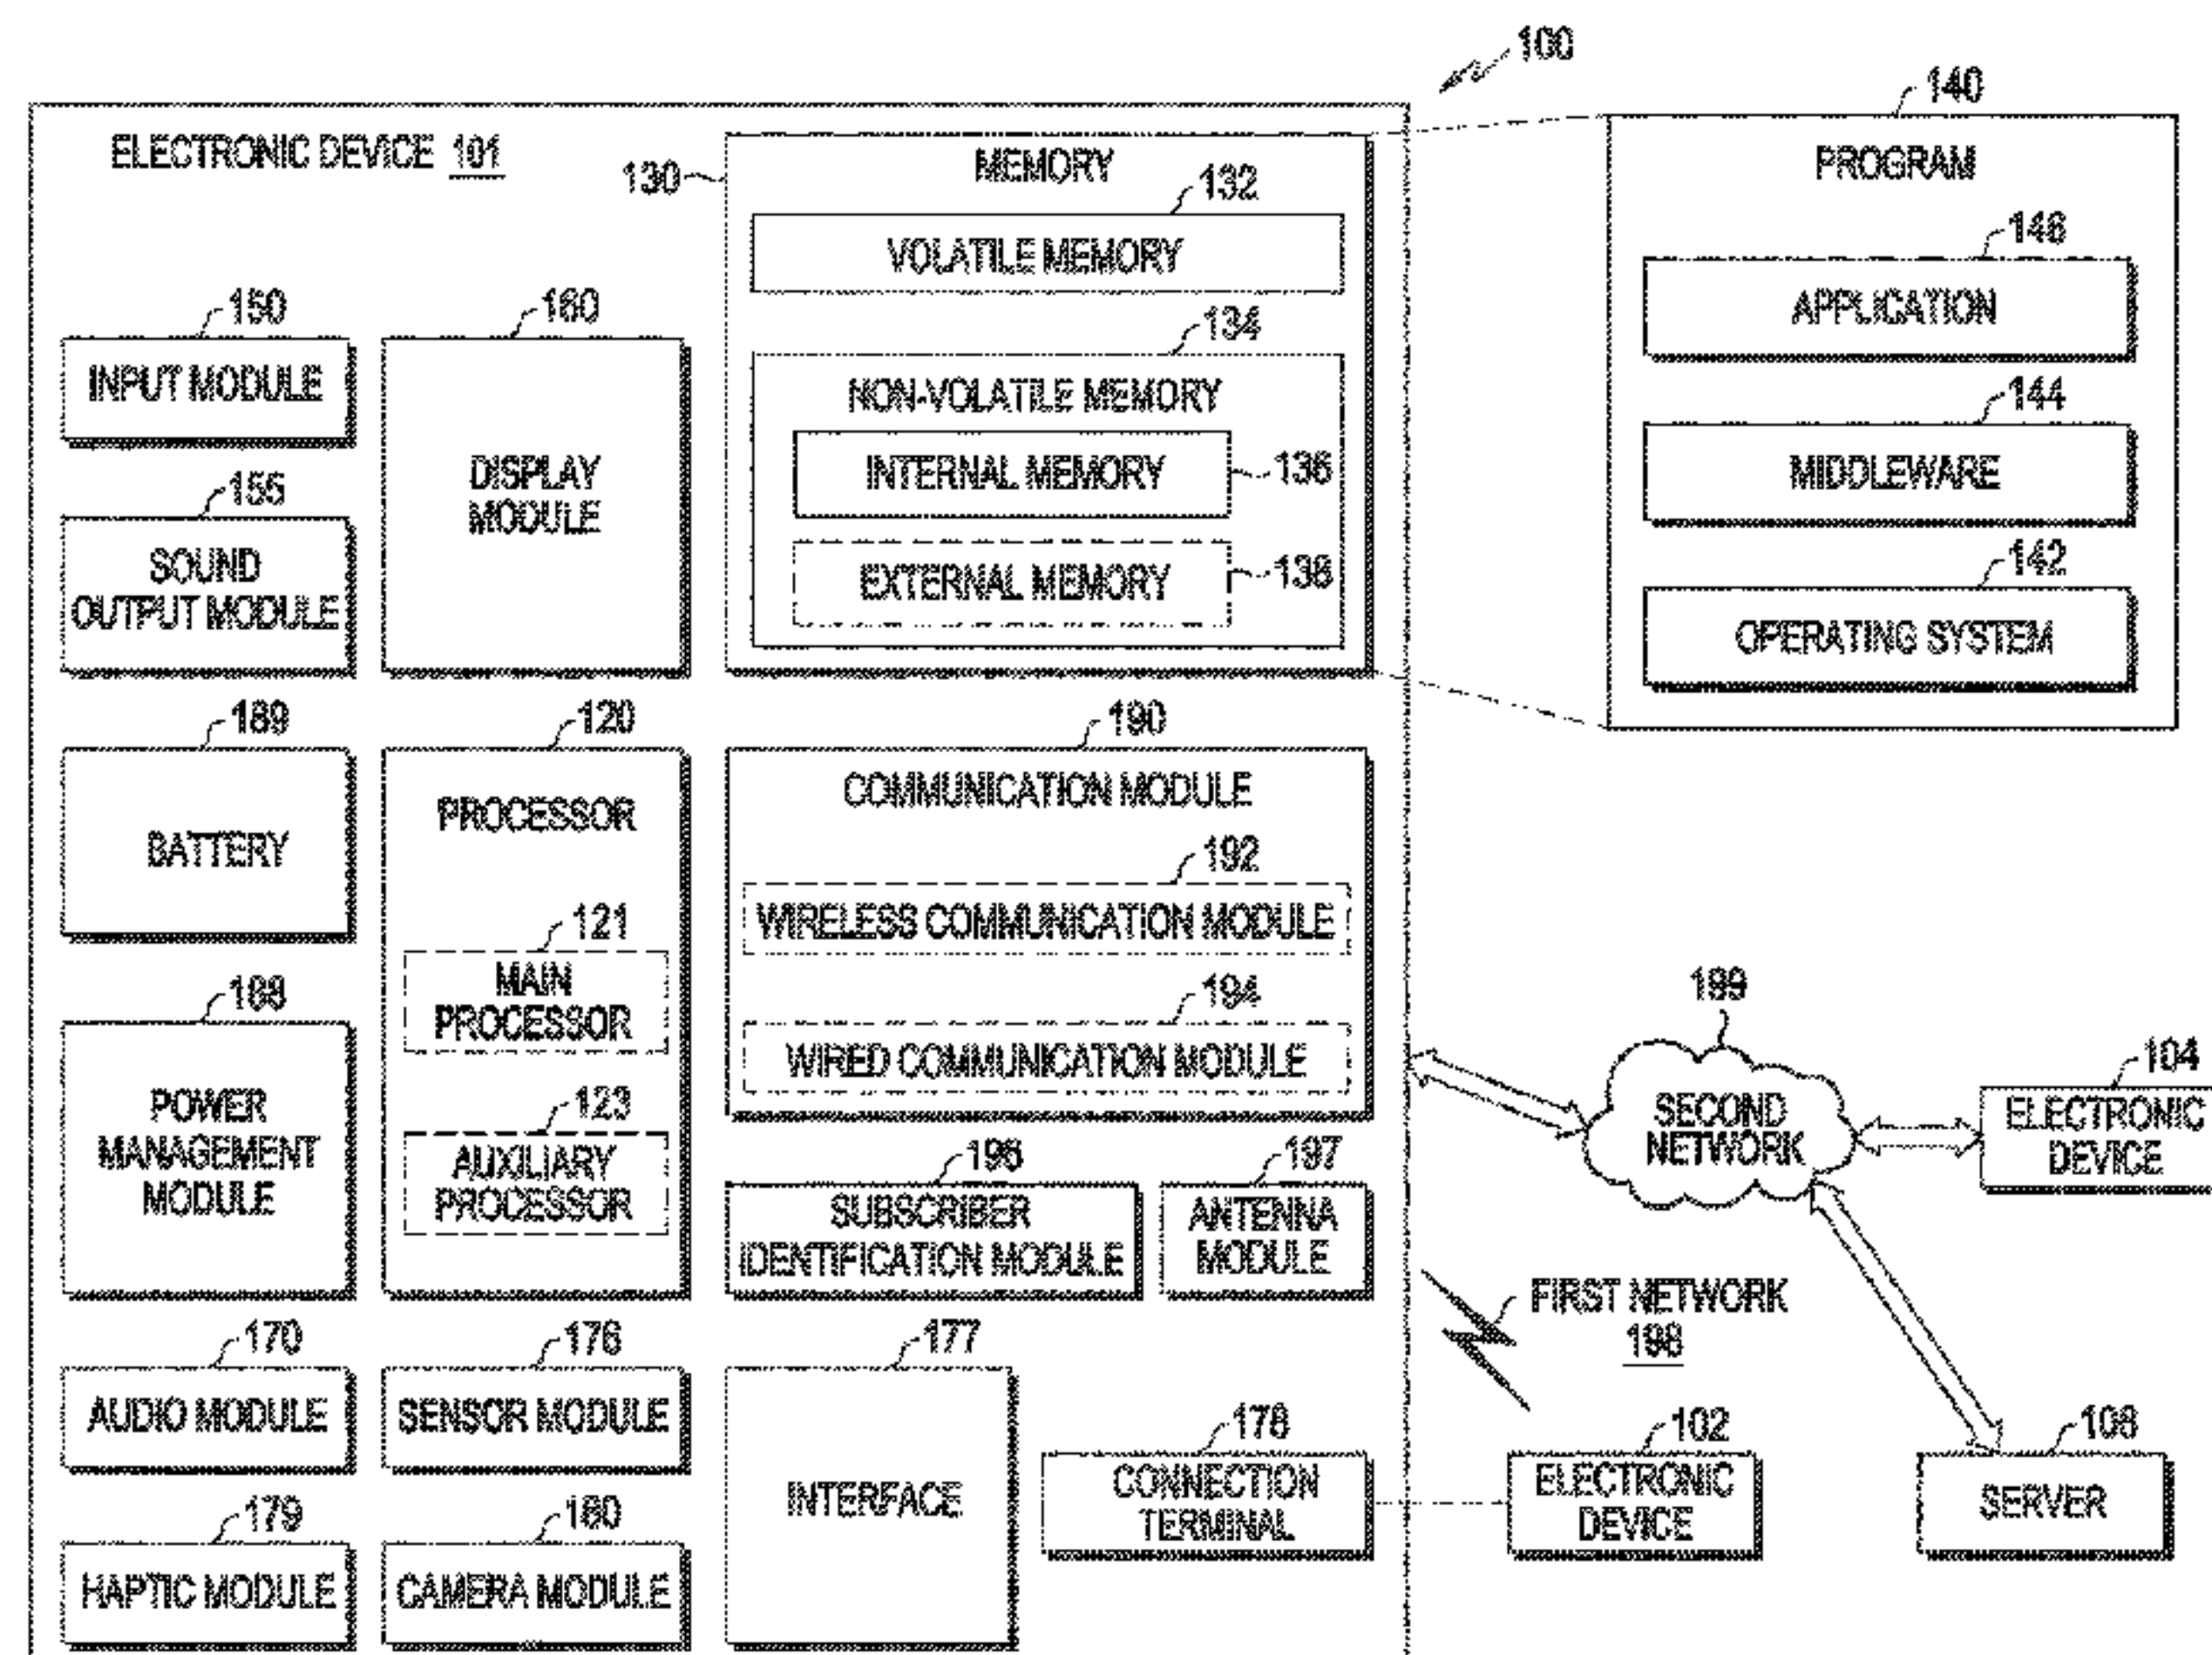 100
ELECTRONIC DEVICE 101
130
MEMORY
132
VOLATILE MEMORY
134
NON-VOLATILE MEMORY
INTERNAL MEMORY
136
EXTERNAL MEMORY
138
140
PROGRAM
146
APPLICATION
144
MIDDLEWARE
142
OPERATING SYSTEM
150
INPUT MODULE
160
DISPLAY
MODULE
155
SOUND
OUTPUT MODULE
189
BATTERY
120
PROCESSOR
121
MAIN
PROCESSOR
123
AUXILIARY
PROCESSOR
190
COMMUNICATION MODULE
192
WIRELESS COMMUNICATION MODULE
194
WIRED COMMUNICATION MODULE
188
POWER
MANAGEMENT
MODULE
196
SUBSCRIBER
IDENTIFICATION MODULE
197
ANTENNA
MODULE
199
SECOND
NETWORK
104
ELECTRONIC
DEVICE
FIRST NETWORK
198
170
AUDIO MODULE
176
SENSOR MODULE
177
INTERFACE
178
CONNECTION
TERMINAL
102
ELECTRONIC
DEVICE
108
SERVER
179
HAPTIC MODULE
180
CAMERA MODULE